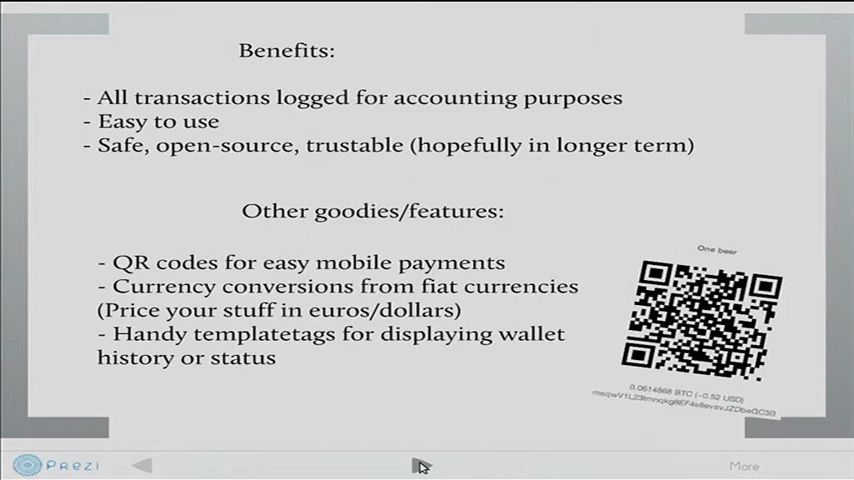 Benefits:
- All transactions logged for accounting purposes
- Easy to use
- Safe, open-source, trustable (hopefully in longer term)
Other goodies/features:
- QR codes for easy mobile payments
- Currency conversions from fiat currencies
(Price your stuff in euros/dollars)
- Handy templatetags for displaying wallet
history or status
One beer
0.0614868 BTC (~0.52 USD)
Prezi
More